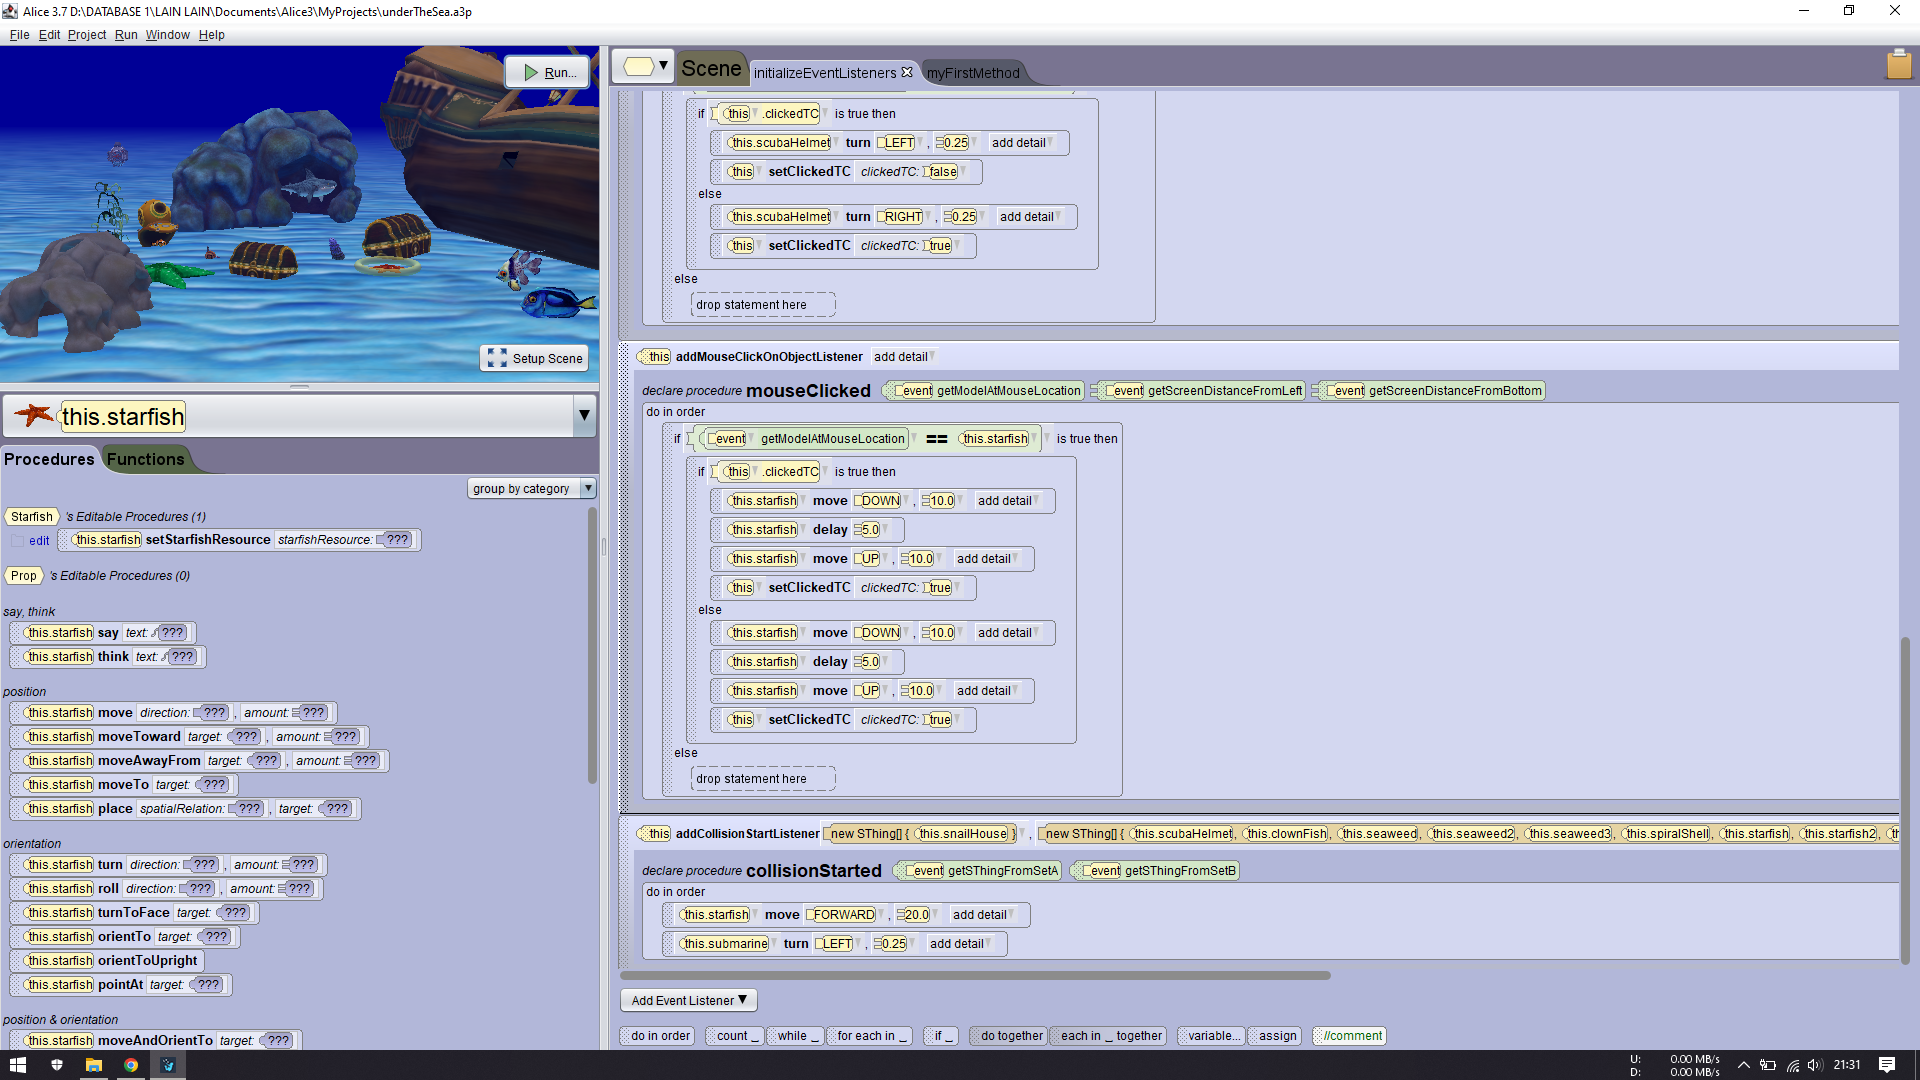 Alice 3.7 D:\DATABASE 1\LAIN LAIN\Documents\Alice3\MyProjects\underTheSea.a3p
File Edit Project Run Window Help
Run...
Setup Scene
this.starfish
Procedures Functions
group by category
Starfish 's Editable Procedures (1)
edit this.starfish setStarfishResource starfishResource: ???
Prop 's Editable Procedures (0)
say, think
this.starfish say text: ???
this.starfish think text: ???
position
this.starfish move direction: ??? , amount: ???
this.starfish moveToward target: ??? , amount: ???
this.starfish moveAwayFrom target: ??? , amount: ???
this.starfish moveTo target: ???
this.starfish place spatialRelation: ??? , target: ???
orientation
this.starfish turn direction: ??? , amount: ???
this.starfish roll direction: ??? , amount: ???
this.starfish turnToFace target: ???
this.starfish orientTo target: ???
this.starfish orientToUpright
this.starfish pointAt target: ???
position & orientation
this.starfish moveAndOrientTo target: ???
Scene initializeEventListeners myFirstMethod
if this .clickedTC is true then
this.scubaHelmet turn LEFT , 0.25 add detail
this setClickedTC clickedTC: false
else
this.scubaHelmet turn RIGHT , 0.25 add detail
this setClickedTC clickedTC: true
else
drop statement here
this addMouseClickOnObjectListener add detail
declare procedure mouseClicked event getModelAtMouseLocation event getScreenDistanceFromLeft event getScreenDistanceFromBottom
do in order
if event getModelAtMouseLocation == this.starfish is true then
if this .clickedTC is true then
this.starfish move DOWN , 10.0 add detail
this.starfish delay 5.0
this.starfish move UP , 10.0 add detail
this setClickedTC clickedTC: true
else
this.starfish move DOWN , 10.0 add detail
this.starfish delay 5.0
this.starfish move UP , 10.0 add detail
this setClickedTC clickedTC: true
else
drop statement here
this addCollisionStartListener new SThing[] { this.snailHouse } , new SThing[] { this.scubaHelmet, this.clownFish, this.seaweed, this.seaweed2, this.seaweed3, this.spiralShell, this.starfish, this.starfish2,
declare procedure collisionStarted event getSThingFromSetA event getSThingFromSetB
do in order
this.starfish move FORWARD , 20.0 add detail
this.submarine turn LEFT , 0.25 add detail
Add Event Listener
do in order count _ while _ for each in _ if _ do together each in _ together variable... assign //comment
U: 0.00 MB/s
D: 0.00 MB/s
21:31